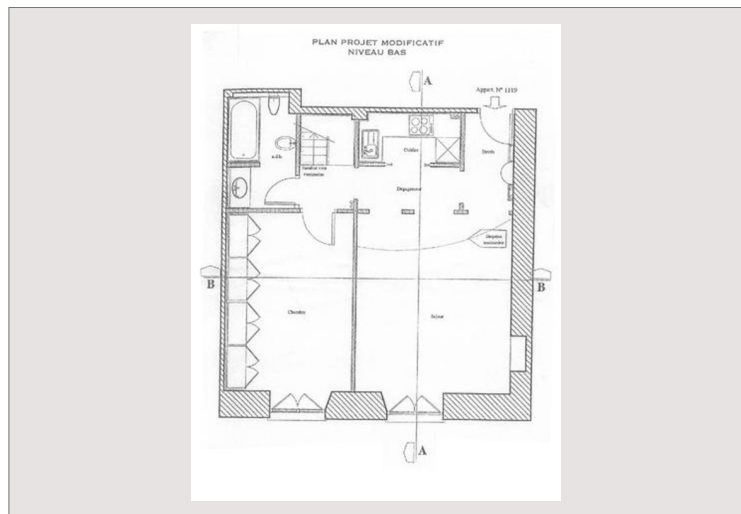 PLAN PROJET MODIFICATIF
NIVEAU BAS
A
Appart. N° 1119
Cuisine
Entrée
s.d.b.
Dégagement
B
B
Chambre
Séjour
A